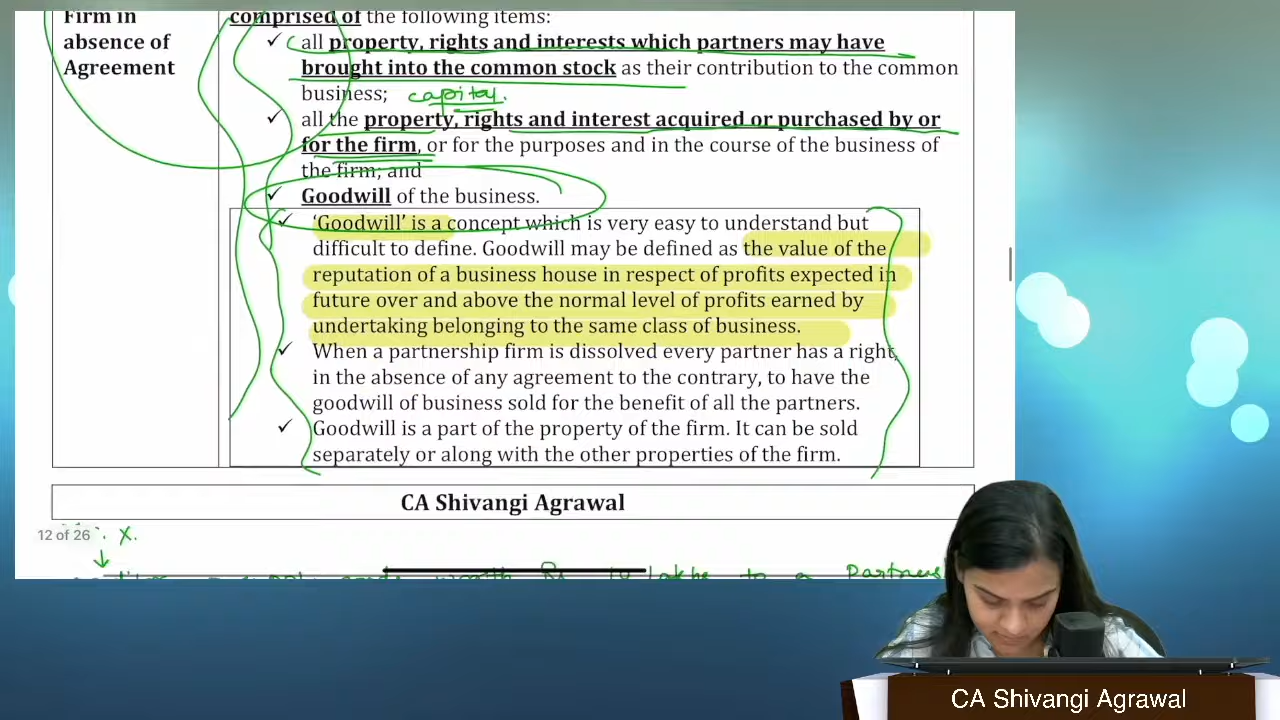 Firm in
absence of
Agreement
comprised of the following items:
✓ all property, rights and interests which partners may have
brought into the common stock as their contribution to the common
business; capital.
✓ all the property, rights and interest acquired or purchased by or
for the firm, or for the purposes and in the course of the business of
the firm; and
✓ Goodwill of the business.
✓ 'Goodwill' is a concept which is very easy to understand but
difficult to define. Goodwill may be defined as the value of the
reputation of a business house in respect of profits expected in
future over and above the normal level of profits earned by
undertaking belonging to the same class of business.
✓ When a partnership firm is dissolved every partner has a right,
in the absence of any agreement to the contrary, to have the
goodwill of business sold for the benefit of all the partners.
✓ Goodwill is a part of the property of the firm. It can be sold
separately or along with the other properties of the firm.
CA Shivangi Agrawal
12 of 26 x.
goods worth Rs. 10 lakhs to a Partners
CA Shivangi Agrawal